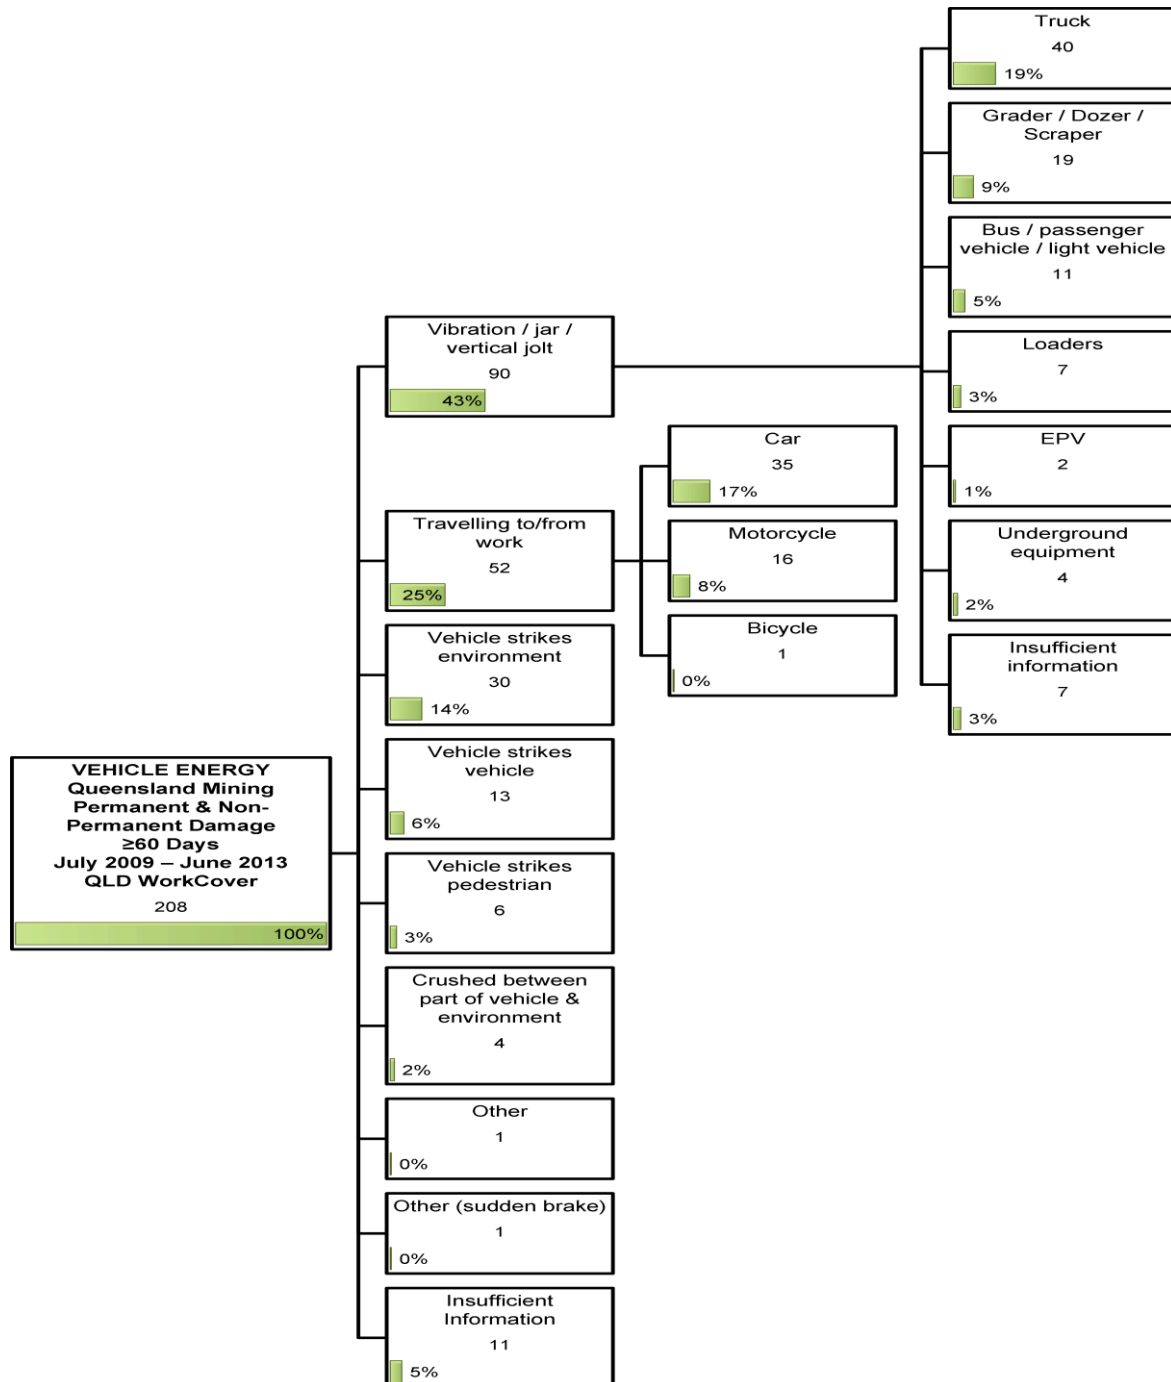 VEHICLE ENERGY
Queensland Mining
Permanent & Non-
Permanent Damage
≥60 Days
July 2009 – June 2013
QLD WorkCover
208
100%
Vibration / jar /
vertical jolt
90
43%
Truck
40
19%
Grader / Dozer /
Scraper
19
9%
Bus / passenger
vehicle / light vehicle
11
5%
Loaders
7
3%
EPV
2
1%
Underground
equipment
4
2%
Insufficient
information
7
3%
Travelling to/from
work
52
25%
Car
35
17%
Motorcycle
16
8%
Bicycle
1
0%
Vehicle strikes
environment
30
14%
Vehicle strikes
vehicle
13
6%
Vehicle strikes
pedestrian
6
3%
Crushed between
part of vehicle &
environment
4
2%
Other
1
0%
Other (sudden brake)
1
0%
Insufficient
Information
11
5%